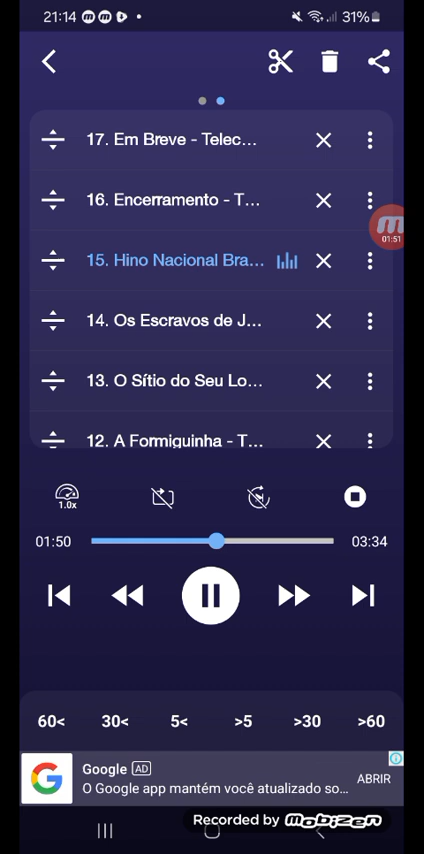 21:14
31%
17. Em Breve - Telec...
16. Encerramento - T...
01:51
15. Hino Nacional Bra...
14. Os Escravos de J...
13. O Sítio do Seu Lo...
12. A Formiguinha - T...
1.0x
01:50
03:34
60<
30<
5<
>5
>30
>60
Google AD
O Google app mantém você atualizado so...
ABRIR
Recorded by Mobizen